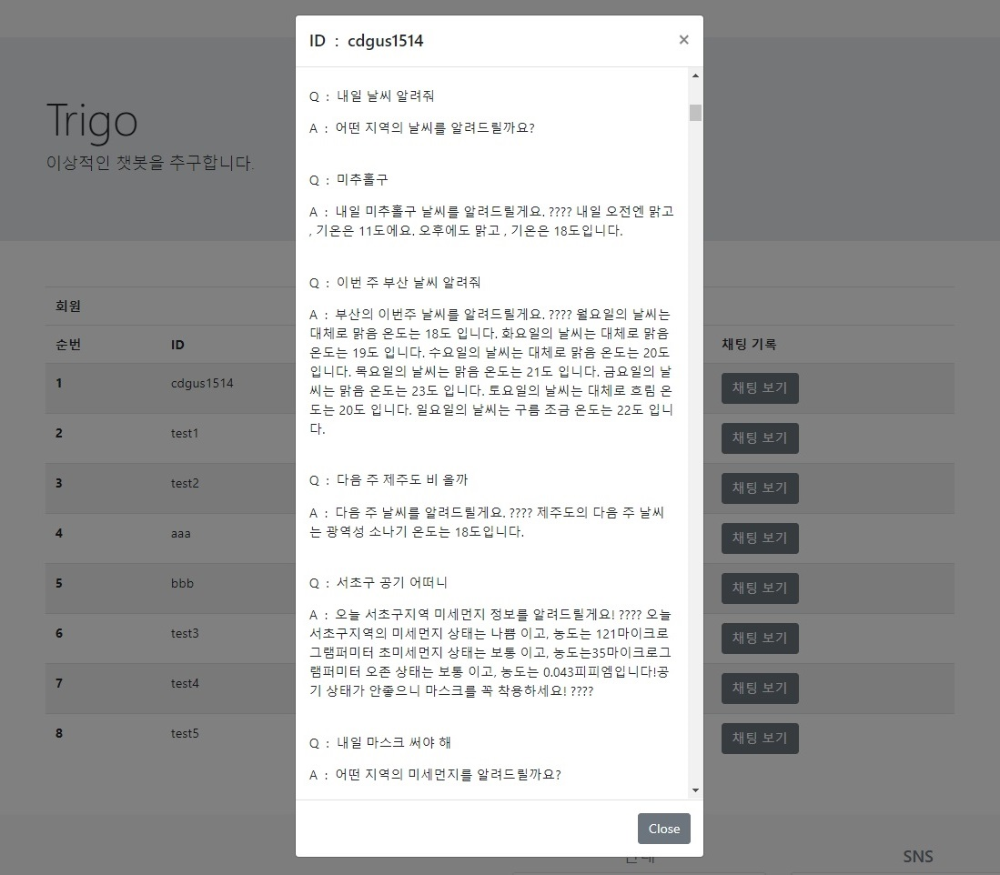 ID : cdgus1514
×
Q : 내일 날씨 알려줘
A : 어떤 지역의 날씨를 알려드릴까요?
Q : 미추홀구
A : 내일 미추홀구 날씨를 알려드릴게요. ???? 내일 오전엔 맑고
, 기온은 11도에요. 오후에도 맑고 , 기온은 18도입니다.
Q : 이번 주 부산 날씨 알려줘
A : 부산의 이번주 날씨를 알려드릴게요. ???? 월요일의 날씨는
대체로 맑음 온도는 18도 입니다. 화요일의 날씨는 대체로 맑음
온도는 19도 입니다. 수요일의 날씨는 대체로 맑음 온도는 20도
입니다. 목요일의 날씨는 맑음 온도는 21도 입니다. 금요일의 날
씨는 맑음 온도는 23도 입니다. 토요일의 날씨는 대체로 흐림 온
도는 20도 입니다. 일요일의 날씨는 구름 조금 온도는 22도 입니
다.
Q : 다음 주 제주도 비 올까
A : 다음 주 날씨를 알려드릴게요. ???? 제주도의 다음 주 날씨
는 광역성 소나기 온도는 18도입니다.
Q : 서초구 공기 어떠니
A : 오늘 서초구지역 미세먼지 정보를 알려드릴게요! ???? 오늘
서초구지역의 미세먼지 상태는 나쁨 이고, 농도는 121마이크로
그램퍼미터 초미세먼지 상태는 보통 이고, 농도는35마이크로그
램퍼미터 오존 상태는 보통 이고, 농도는 0.043피피엠입니다!공
기 상태가 안좋으니 마스크를 꼭 착용하세요! ????
Q : 내일 마스크 써야 해
A : 어떤 지역의 미세먼지를 알려드릴까요?
Close
Trigo
이상적인 챗봇을 추구합니다.
회원
순번 ID 채팅 기록
1 cdgus1514 채팅 보기
2 test1 채팅 보기
3 test2 채팅 보기
4 aaa 채팅 보기
5 bbb 채팅 보기
6 test3 채팅 보기
7 test4 채팅 보기
8 test5 채팅 보기
SNS